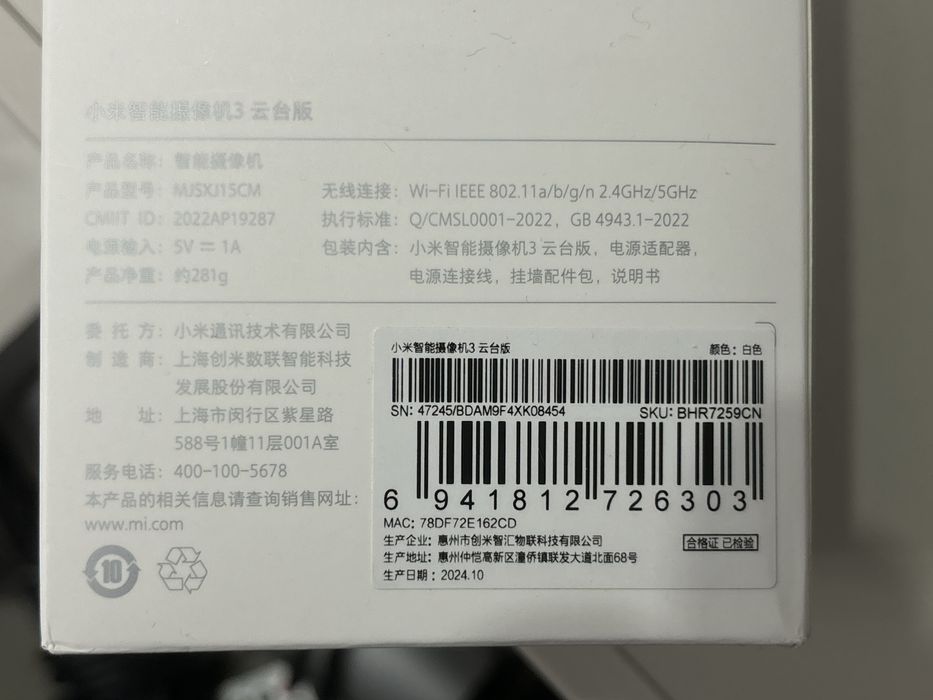 小米智能摄像机3 云台版
产品名称：智能摄像机
产品型号：MJSXJ15CM
无线连接：Wi-Fi IEEE 802.11a/b/g/n 2.4GHz/5GHz
CMIIT ID：2022AP19287
执行标准：Q/CMSL0001-2022，GB 4943.1-2022
电源输入：5V ⎓ 1A
包装内含：小米智能摄像机3 云台版，电源适配器，
产品净重：约281g
电源连接线，挂墙配件包，说明书
委托方：小米通讯技术有限公司
制造商：上海创米数联智能科技
发展股份有限公司
地址：上海市闵行区紫星路
588号1幢11层001A室
服务电话：400-100-5678
本产品的相关信息请查询销售网址：
www.mi.com
10
小米智能摄像机3 云台版
颜色：白色
SN: 47245/BDAM9F4XK08454
SKU: BHR7259CN
6 941812 726303
MAC: 78DF72E162CD
生产企业：惠州市创米智汇物联科技有限公司
合格证 已检验
生产地址：惠州仲恺高新区潼侨镇联发大道北面68号
生产日期：2024.10